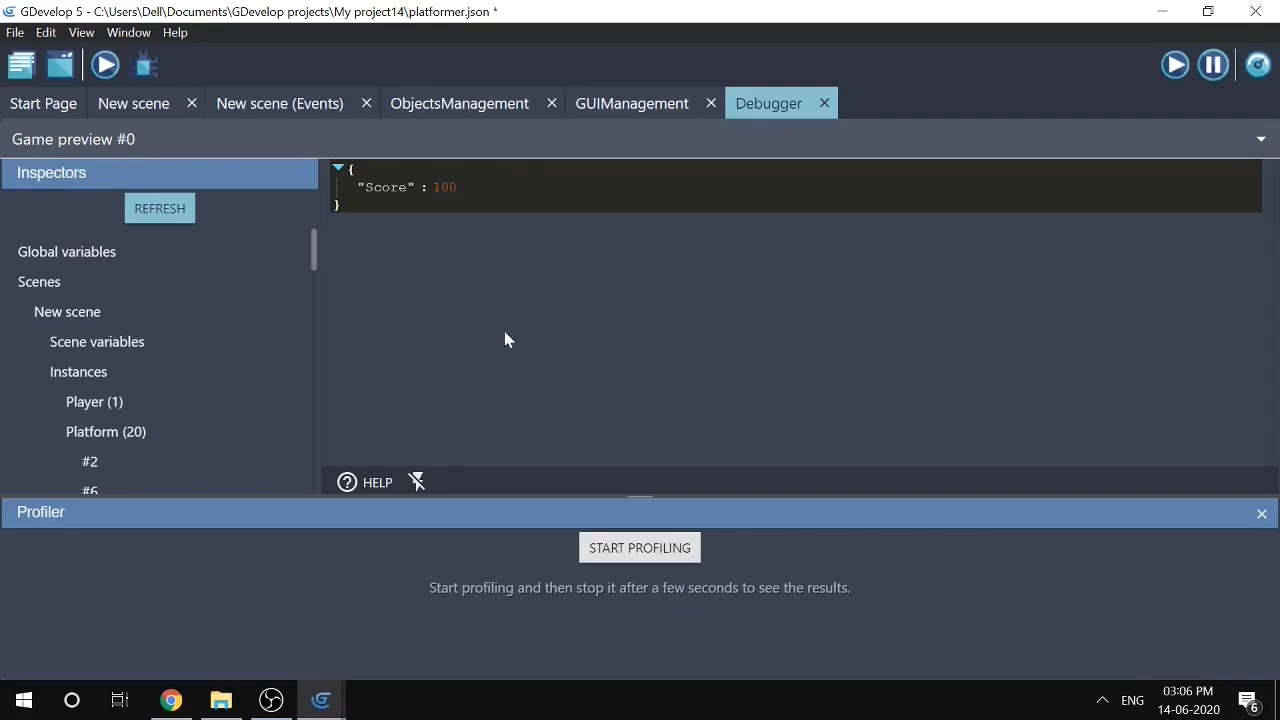 GDevelop 5 - C:\Users\Dell\Documents\GDevelop projects\My project14\platformer.json *
File Edit View Window Help
Start Page New scene New scene (Events) ObjectsManagement GUIManagement Debugger
Game preview #0
Inspectors
REFRESH
Global variables
Scenes
New scene
Scene variables
Instances
Player (1)
Platform (20)
#2
#6
{
"Score" : 100
}
HELP
Profiler
START PROFILING
Start profiling and then stop it after a few seconds to see the results.
ENG
03:06 PM
14-06-2020
6